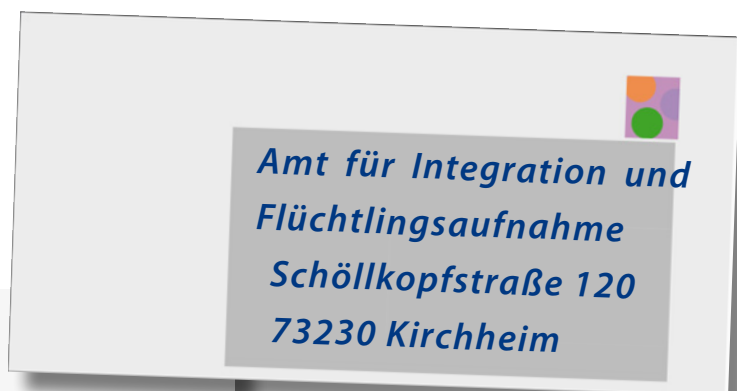 Amt für Integration und
Flüchtlingsaufnahme
Schöllkopfstraße 120
73230 Kirchheim